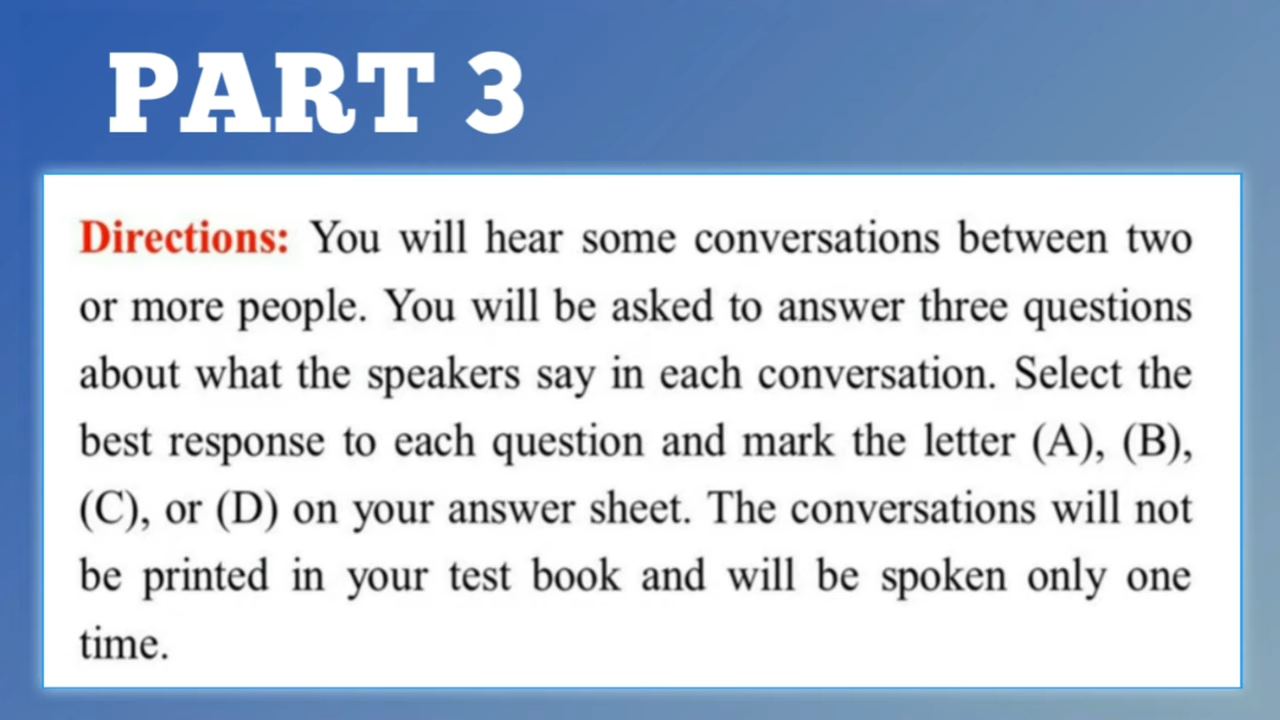 PART 3
Directions: You will hear some conversations between two
or more people. You will be asked to answer three questions
about what the speakers say in each conversation. Select the
best response to each question and mark the letter (A), (B),
(C), or (D) on your answer sheet. The conversations will not
be printed in your test book and will be spoken only one
time.